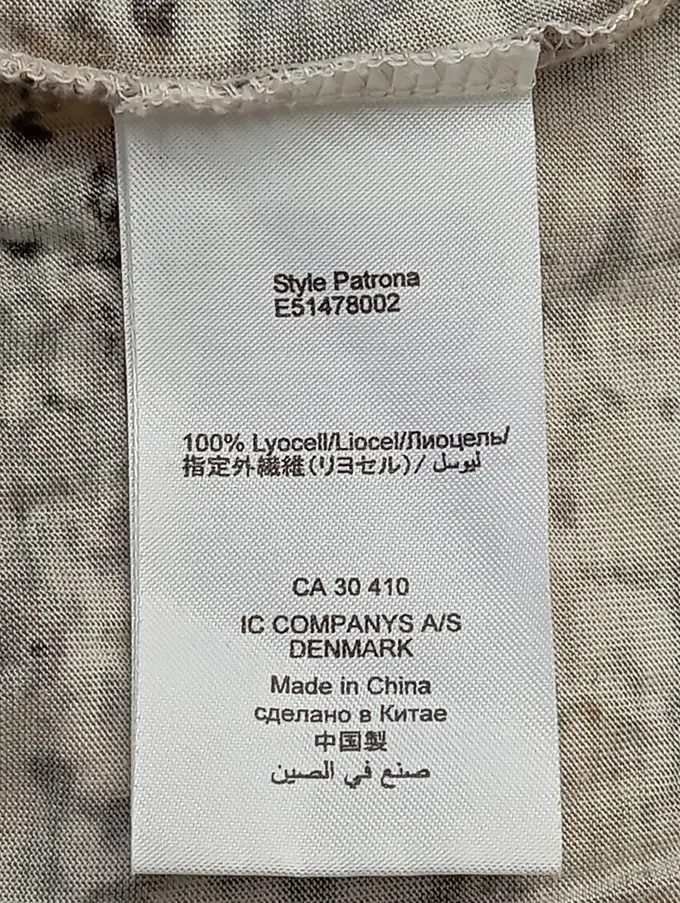 Style Patrona
E51478002
100% Lyocell/Liocel/Лиоцель/
指定外繊維(リヨセル)/ ليوسل
CA 30 410
IC COMPANYS A/S
DENMARK
Made in China
сделано в Китае
中国製
صنع في الصين